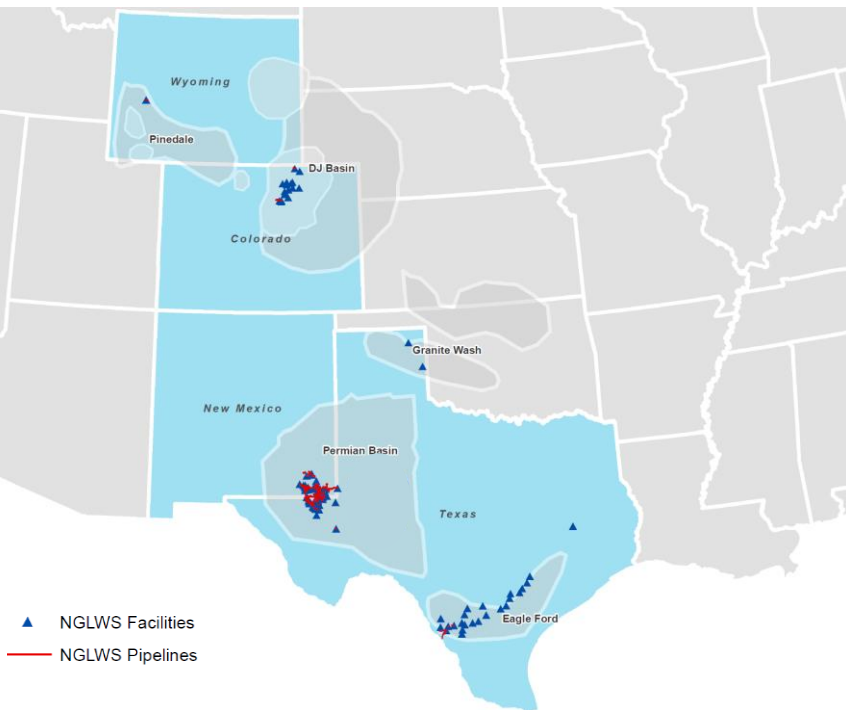 Wyoming
Pinedale
DJ Basin
Colorado
Granite Wash
New Mexico
Permian Basin
Texas
Eagle Ford
NGLWS Facilities
NGLWS Pipelines